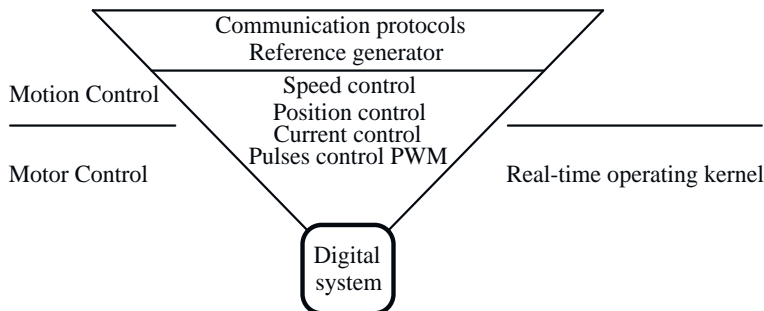 Communication protocols
Reference generator
Speed control
Motion Control
Position control
Current control
Pulses control PWM
Motor Control
Real-time operating kernel
Digital
system